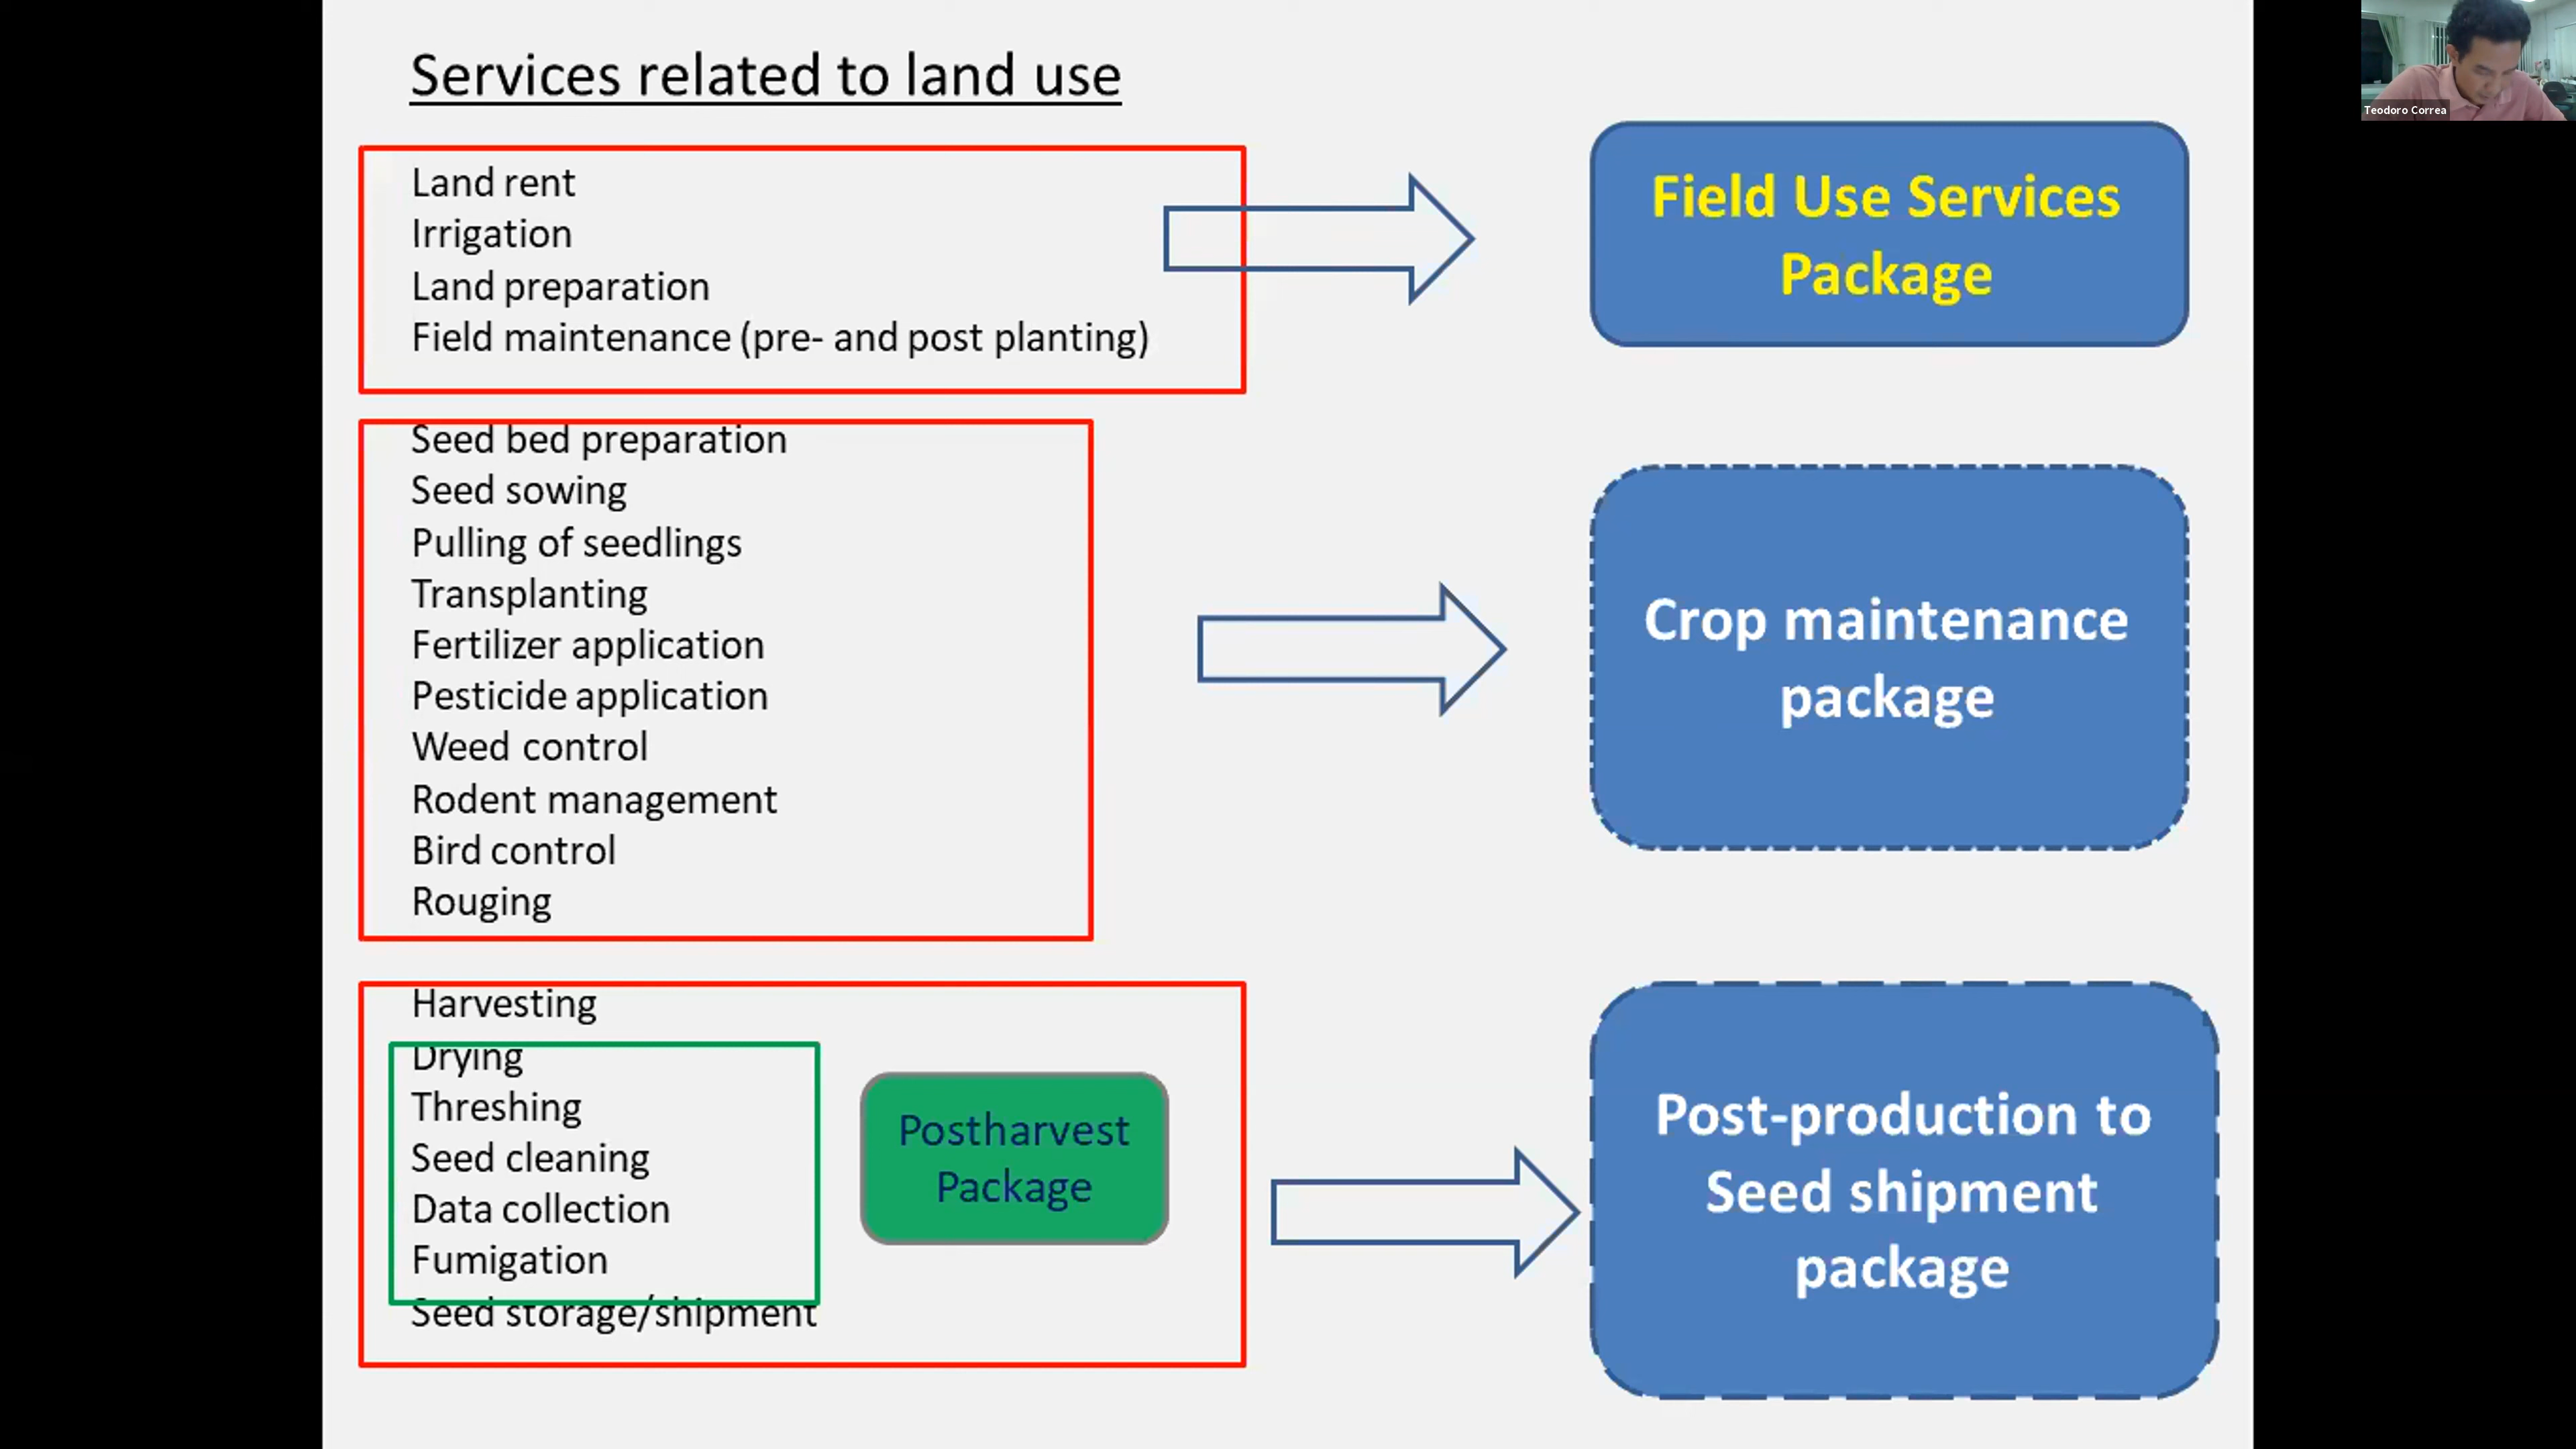 Services related to land use
Land rent
Irrigation
Land preparation
Field maintenance (pre- and post planting)
Field Use Services
Package
Seed bed preparation
Seed sowing
Pulling of seedlings
Transplanting
Fertilizer application
Pesticide application
Weed control
Rodent management
Bird control
Rouging
Crop maintenance
package
Harvesting
Drying
Threshing
Seed cleaning
Data collection
Fumigation
Seed storage/shipment
Postharvest
Package
Post-production to
Seed shipment
package
Teodoro Correa